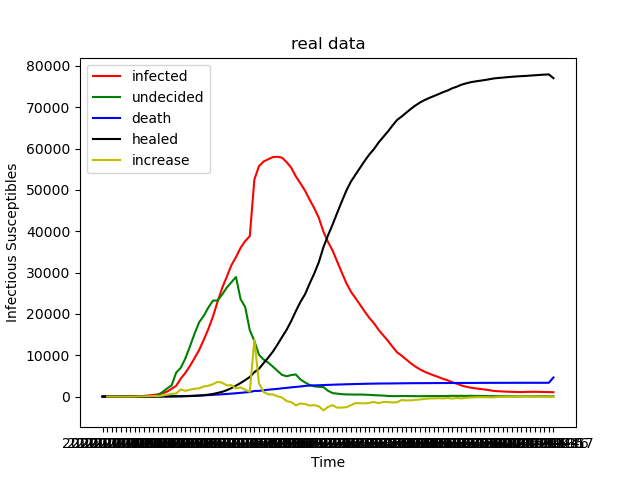 real data
infected
undecided
death
healed
increase
80000
70000
60000
50000
40000
30000
20000
10000
0
Infectious Susceptibles
Time